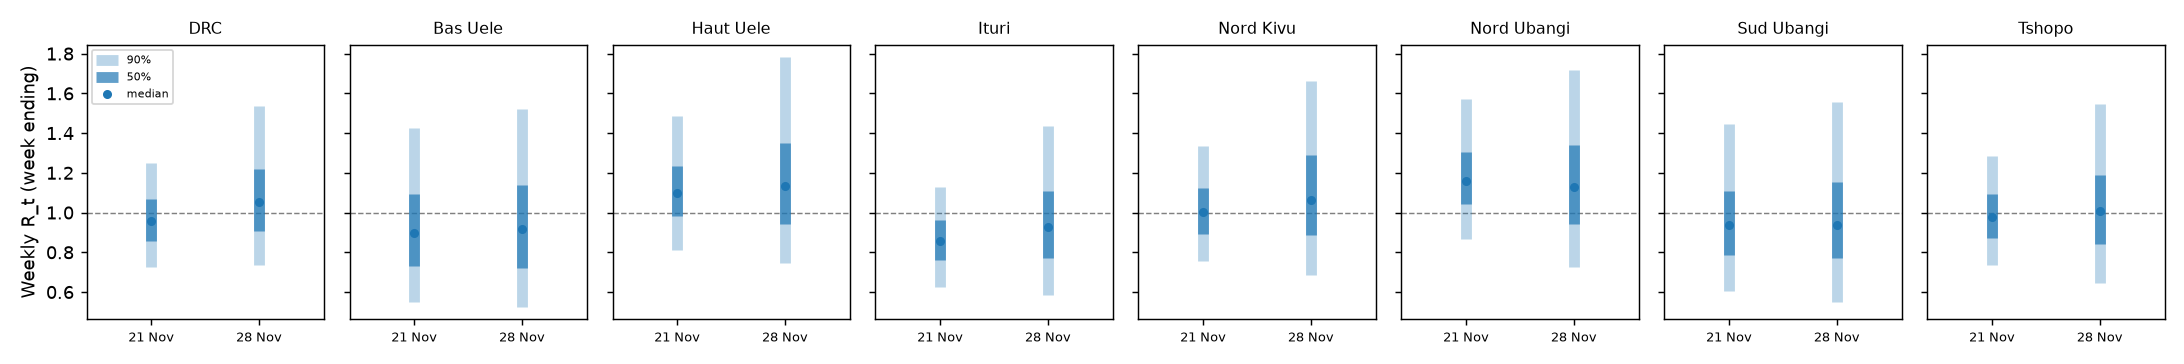 DRC
Bas Uele
Haut Uele
Ituri
Nord Kivu
Nord Ubangi
Sud Ubangi
Tshopo
Weekly R_t (week ending)
1.8
1.6
1.4
1.2
1.0
0.8
0.6
90%
50%
median
21 Nov 28 Nov
21 Nov 28 Nov
21 Nov 28 Nov
21 Nov 28 Nov
21 Nov 28 Nov
21 Nov 28 Nov
21 Nov 28 Nov
21 Nov 28 Nov